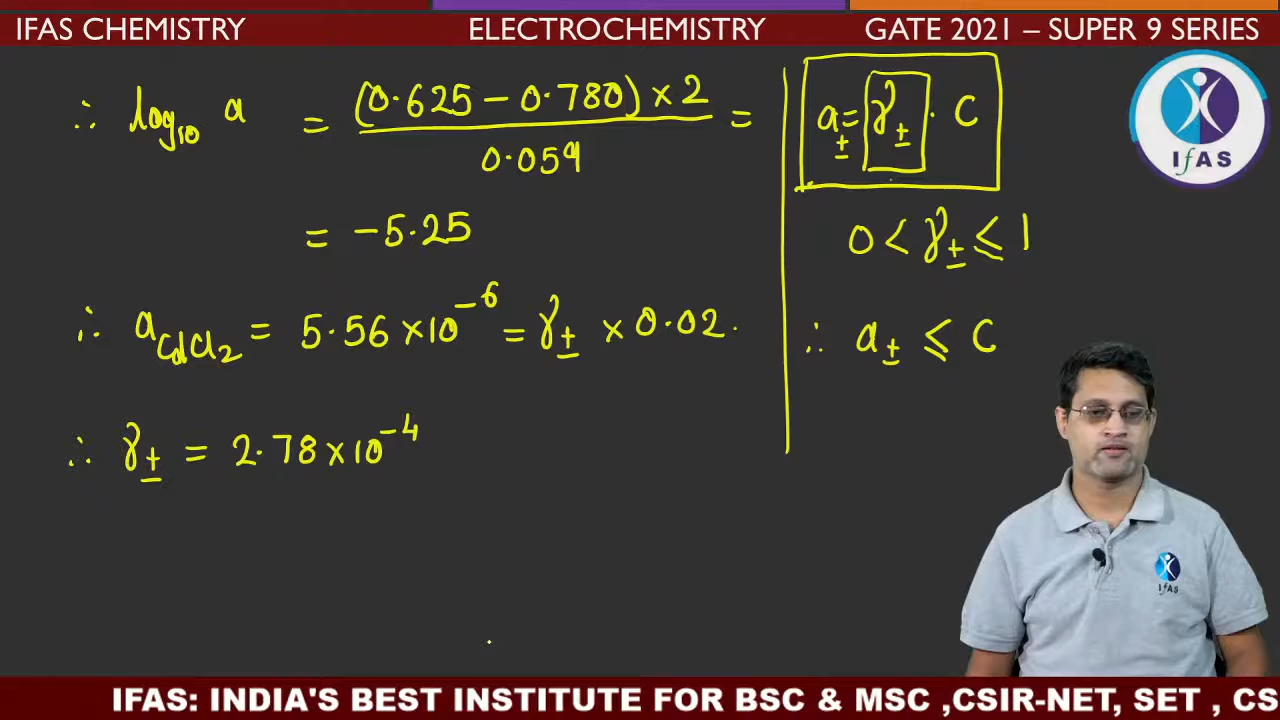 IFAS CHEMISTRY ELECTROCHEMISTRY GATE 2021 – SUPER 9 SERIES
∴ log₁₀ a = (0.625 − 0.780) × 2 / 0.059 =
= −5.25
∴ a_CdCl₂ = 5.56 × 10⁻⁶ = γ± × 0.02.
∴ γ± = 2.78 × 10⁻⁴
a± = γ± · C
0 < γ± ≤ 1
∴ a± ≤ C
IfAS
IfAS
IFAS: INDIA'S BEST INSTITUTE FOR BSC & MSC ,CSIR-NET, SET , CS